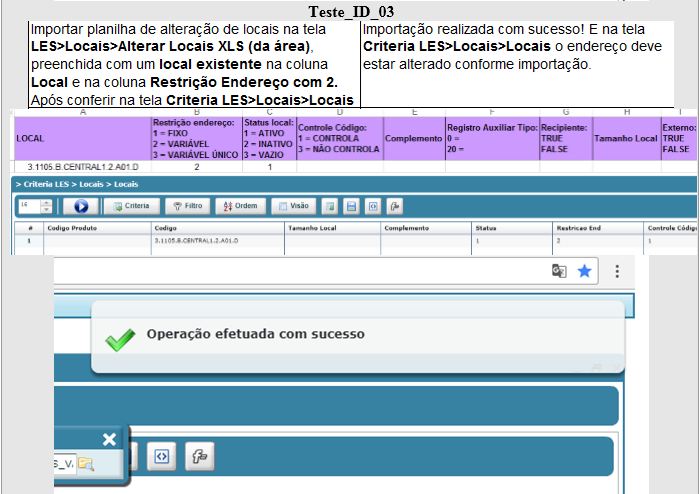 Teste_ID_03
Importar planilha de alteração de locais na tela
LES>Locais>Alterar Locais XLS (da área),
preenchida com um local existente na coluna
Local e na coluna Restrição Endereço com 2.
Após conferir na tela Criteria LES>Locais>Locais
Importação realizada com sucesso! E na tela
Criteria LES>Locais>Locais o endereço deve
estar alterado conforme importação.
A B C D E F G H I
LOCAL
Restrição endereço:
1 = FIXO
2 = VARIÁVEL
3 = VARIÁVEL ÚNICO
Status local:
1 = ATIVO
2 = INATIVO
3 = VAZIO
Controle Código:
1 = CONTROLA
3 = NÃO CONTROLA
Complemento
Registro Auxiliar Tipo:
0 =
20 =
Recipiente:
TRUE
FALSE
Tamanho Local
Externo:
TRUE
FALSE
3.1105.B.CENTRAL1.2.A01.D 2 1
> Criteria LES > Locais > Locais
16 Criteria Filtro Ordem Visão
# Codigo Produto Codigo Tamanho Local Complemento Status Restricao End Controle Código
1 3.1105.B.CENTRAL1.2.A01.D 1 2 1
Operação efetuada com sucesso